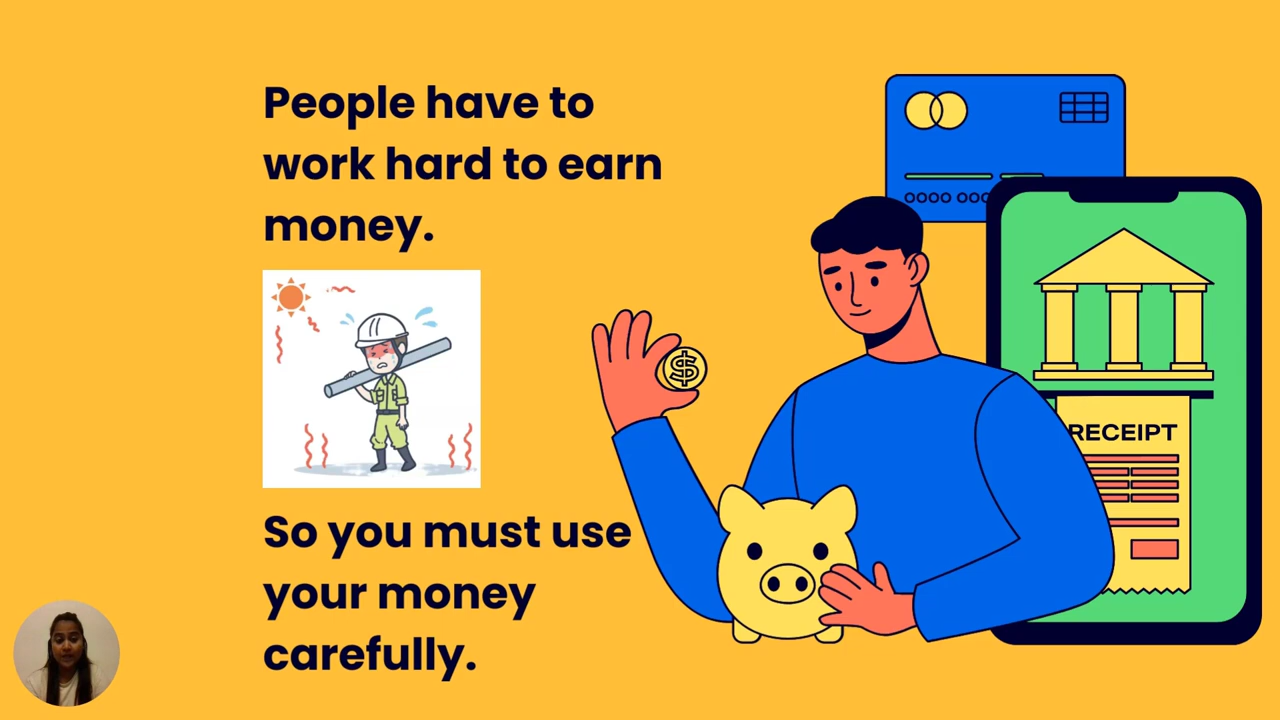 People have to
work hard to earn
money.
So you must use
your money
carefully.
RECEIPT